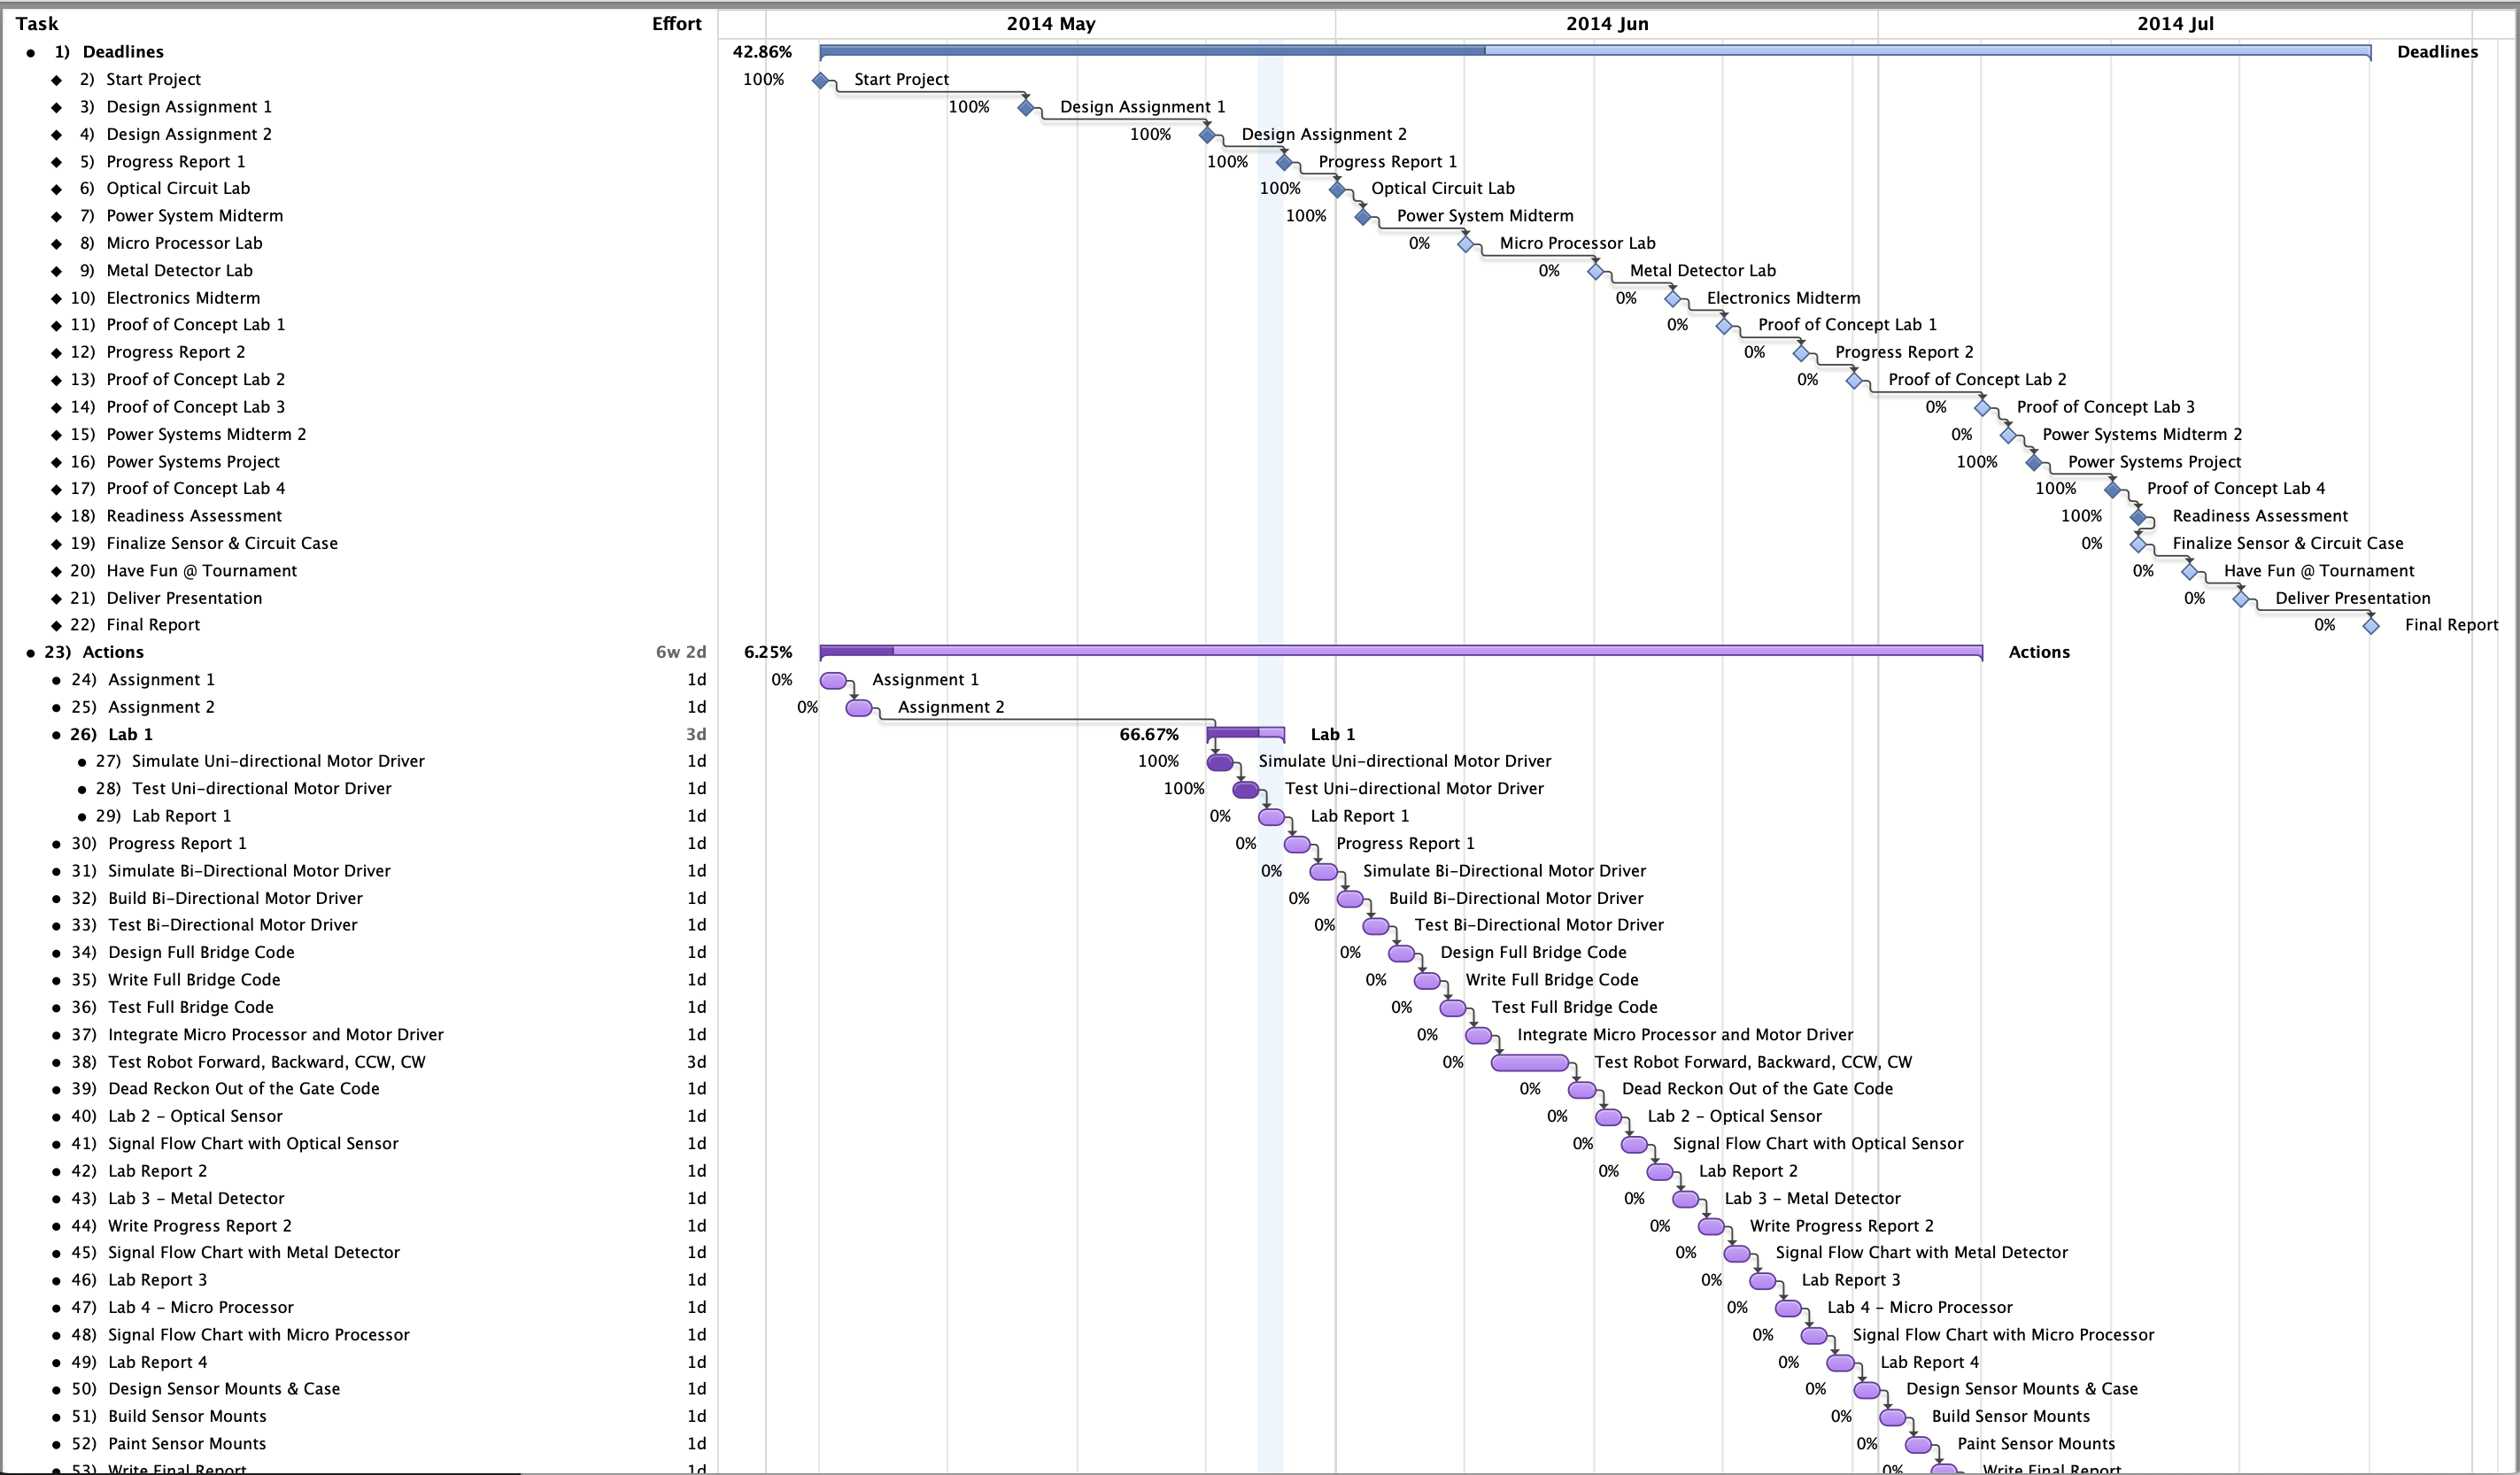 Task Effort 2014 May 2014 Jun 2014 Jul
1) Deadlines 42.86% Deadlines
2) Start Project 100% Start Project
3) Design Assignment 1 100% Design Assignment 1
4) Design Assignment 2 100% Design Assignment 2
5) Progress Report 1 100% Progress Report 1
6) Optical Circuit Lab 100% Optical Circuit Lab
7) Power System Midterm 100% Power System Midterm
8) Micro Processor Lab 0% Micro Processor Lab
9) Metal Detector Lab 0% Metal Detector Lab
10) Electronics Midterm 0% Electronics Midterm
11) Proof of Concept Lab 1 0% Proof of Concept Lab 1
12) Progress Report 2 0% Progress Report 2
13) Proof of Concept Lab 2 0% Proof of Concept Lab 2
14) Proof of Concept Lab 3 0% Proof of Concept Lab 3
15) Power Systems Midterm 2 0% Power Systems Midterm 2
16) Power Systems Project 100% Power Systems Project
17) Proof of Concept Lab 4 100% Proof of Concept Lab 4
18) Readiness Assessment 100% Readiness Assessment
19) Finalize Sensor & Circuit Case 0% Finalize Sensor & Circuit Case
20) Have Fun @ Tournament 0% Have Fun @ Tournament
21) Deliver Presentation 0% Deliver Presentation
22) Final Report 0% Final Report
23) Actions 6w 2d 6.25% Actions
24) Assignment 1 1d 0% Assignment 1
25) Assignment 2 1d 0% Assignment 2
26) Lab 1 3d 66.67% Lab 1
27) Simulate Uni-directional Motor Driver 1d 100% Simulate Uni-directional Motor Driver
28) Test Uni-directional Motor Driver 1d 100% Test Uni-directional Motor Driver
29) Lab Report 1 1d 0% Lab Report 1
30) Progress Report 1 1d 0% Progress Report 1
31) Simulate Bi-Directional Motor Driver 1d 0% Simulate Bi-Directional Motor Driver
32) Build Bi-Directional Motor Driver 1d 0% Build Bi-Directional Motor Driver
33) Test Bi-Directional Motor Driver 1d 0% Test Bi-Directional Motor Driver
34) Design Full Bridge Code 1d 0% Design Full Bridge Code
35) Write Full Bridge Code 1d 0% Write Full Bridge Code
36) Test Full Bridge Code 1d 0% Test Full Bridge Code
37) Integrate Micro Processor and Motor Driver 1d 0% Integrate Micro Processor and Motor Driver
38) Test Robot Forward, Backward, CCW, CW 3d 0% Test Robot Forward, Backward, CCW, CW
39) Dead Reckon Out of the Gate Code 1d 0% Dead Reckon Out of the Gate Code
40) Lab 2 - Optical Sensor 1d 0% Lab 2 - Optical Sensor
41) Signal Flow Chart with Optical Sensor 1d 0% Signal Flow Chart with Optical Sensor
42) Lab Report 2 1d 0% Lab Report 2
43) Lab 3 - Metal Detector 1d 0% Lab 3 - Metal Detector
44) Write Progress Report 2 1d 0% Write Progress Report 2
45) Signal Flow Chart with Metal Detector 1d 0% Signal Flow Chart with Metal Detector
46) Lab Report 3 1d 0% Lab Report 3
47) Lab 4 - Micro Processor 1d 0% Lab 4 - Micro Processor
48) Signal Flow Chart with Micro Processor 1d 0% Signal Flow Chart with Micro Processor
49) Lab Report 4 1d 0% Lab Report 4
50) Design Sensor Mounts & Case 1d 0% Design Sensor Mounts & Case
51) Build Sensor Mounts 1d 0% Build Sensor Mounts
52) Paint Sensor Mounts 1d 0% Paint Sensor Mounts
53) Write Final Report 1d 0% Write Final Report